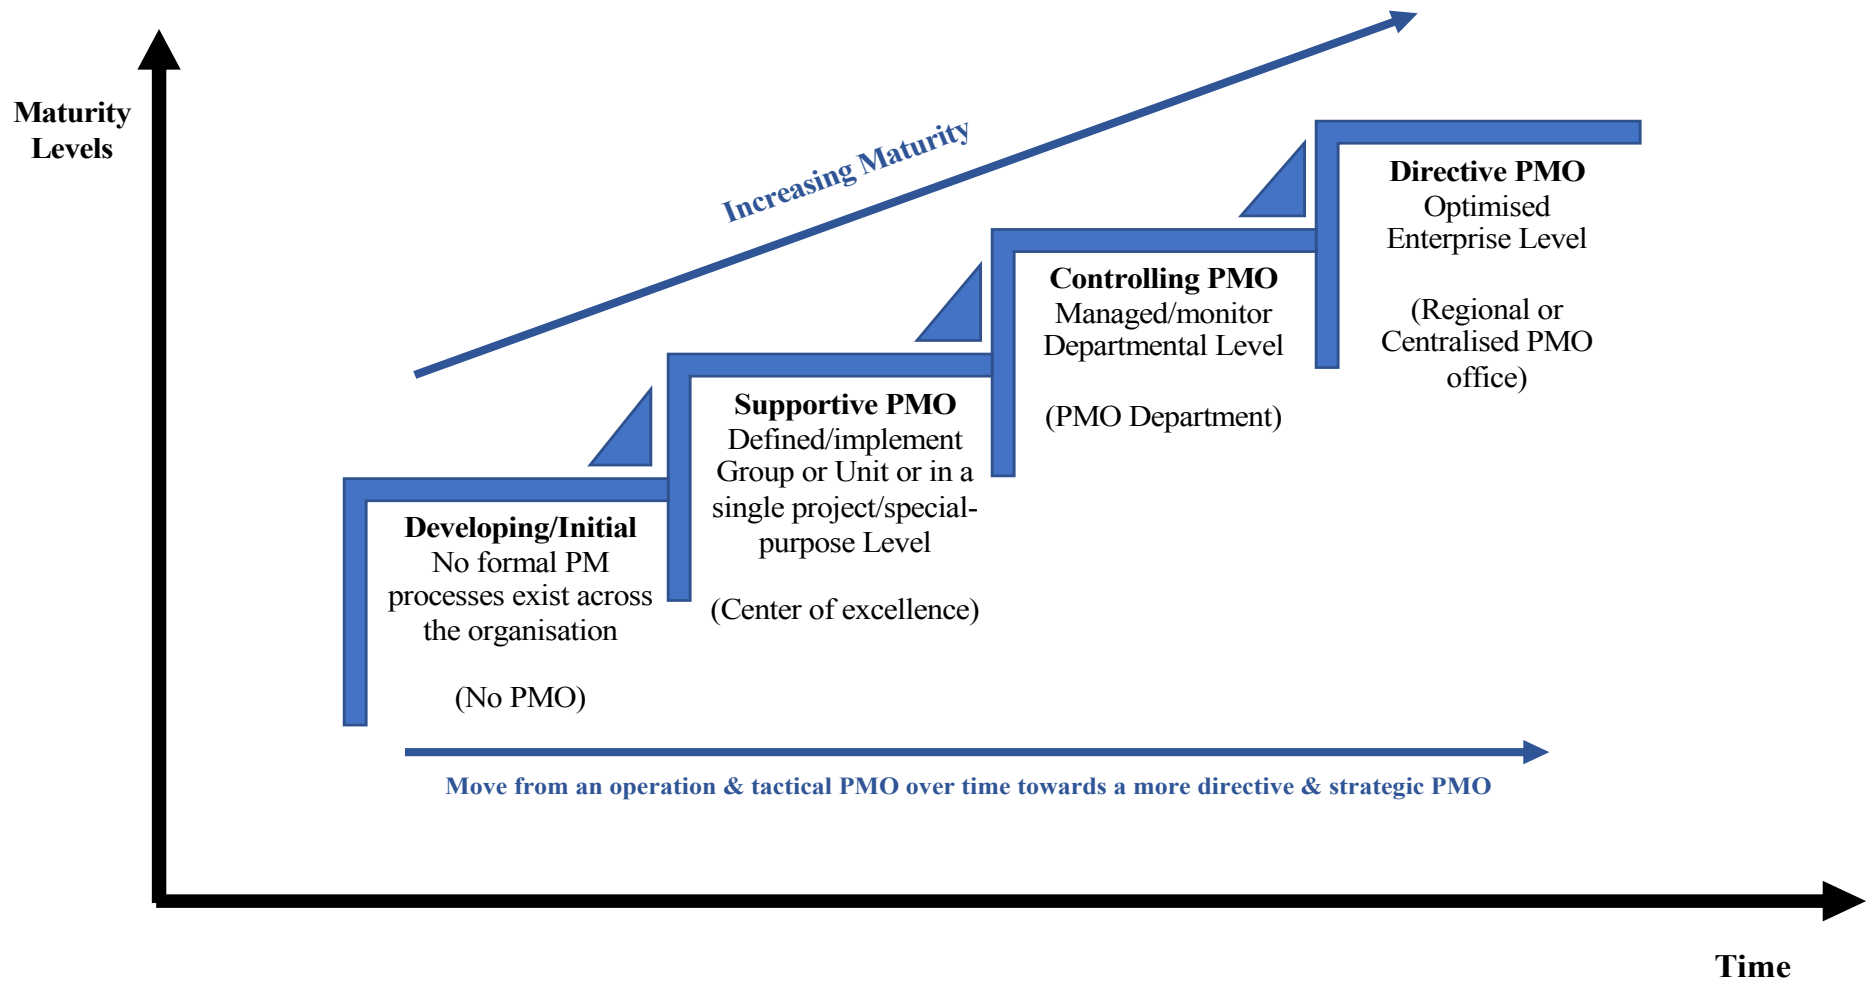 Maturity
Levels
Increasing Maturity
Directive PMO
Optimised
Enterprise Level
(Regional or
Centralised PMO
office)
Controlling PMO
Managed/monitor
Departmental Level
(PMO Department)
Supportive PMO
Defined/implement
Group or Unit or in a
single project/special-
purpose Level
(Center of excellence)
Developing/Initial
No formal PM
processes exist across
the organisation
(No PMO)
Move from an operation & tactical PMO over time towards a more directive & strategic PMO
Time